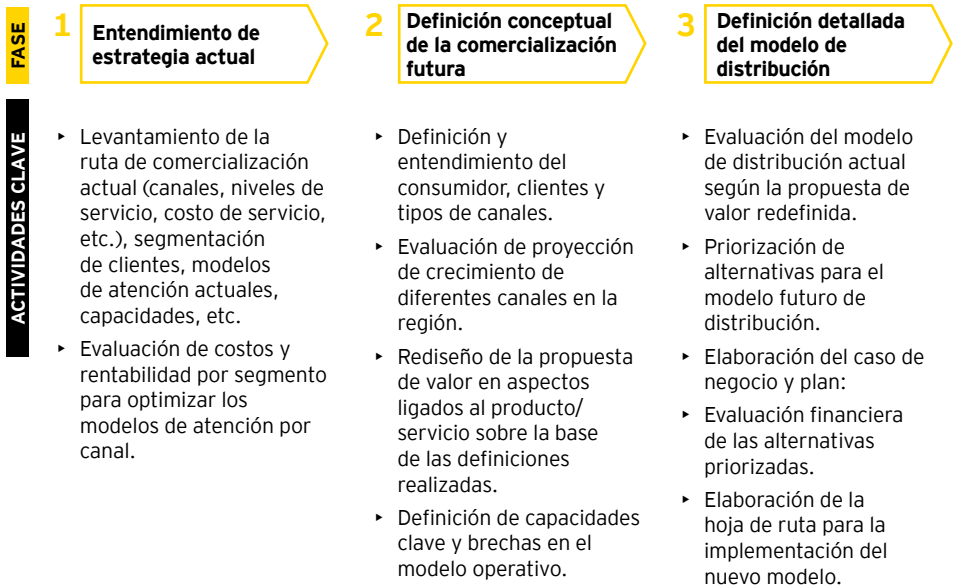 FASE
1
Entendimiento de
estrategia actual
2
Definición conceptual
de la comercialización
futura
3
Definición detallada
del modelo de
distribución
ACTIVIDADES CLAVE
▸ Levantamiento de la
ruta de comercialización
actual (canales, niveles de
servicio, costo de servicio,
etc.), segmentación
de clientes, modelos
de atención actuales,
capacidades, etc.
▸ Evaluación de costos y
rentabilidad por segmento
para optimizar los
modelos de atención por
canal.
▸ Definición y
entendimiento del
consumidor, clientes y
tipos de canales.
▸ Evaluación de proyección
de crecimiento de
diferentes canales en la
región.
▸ Rediseño de la propuesta
de valor en aspectos
ligados al producto/
servicio sobre la base
de las definiciones
realizadas.
▸ Definición de capacidades
clave y brechas en el
modelo operativo.
▸ Evaluación del modelo
de distribución actual
según la propuesta de
valor redefinida.
▸ Priorización de
alternativas para el
modelo futuro de
distribución.
▸ Elaboración del caso de
negocio y plan:
▸ Evaluación financiera
de las alternativas
priorizadas.
▸ Elaboración de la
hoja de ruta para la
implementación del
nuevo modelo.